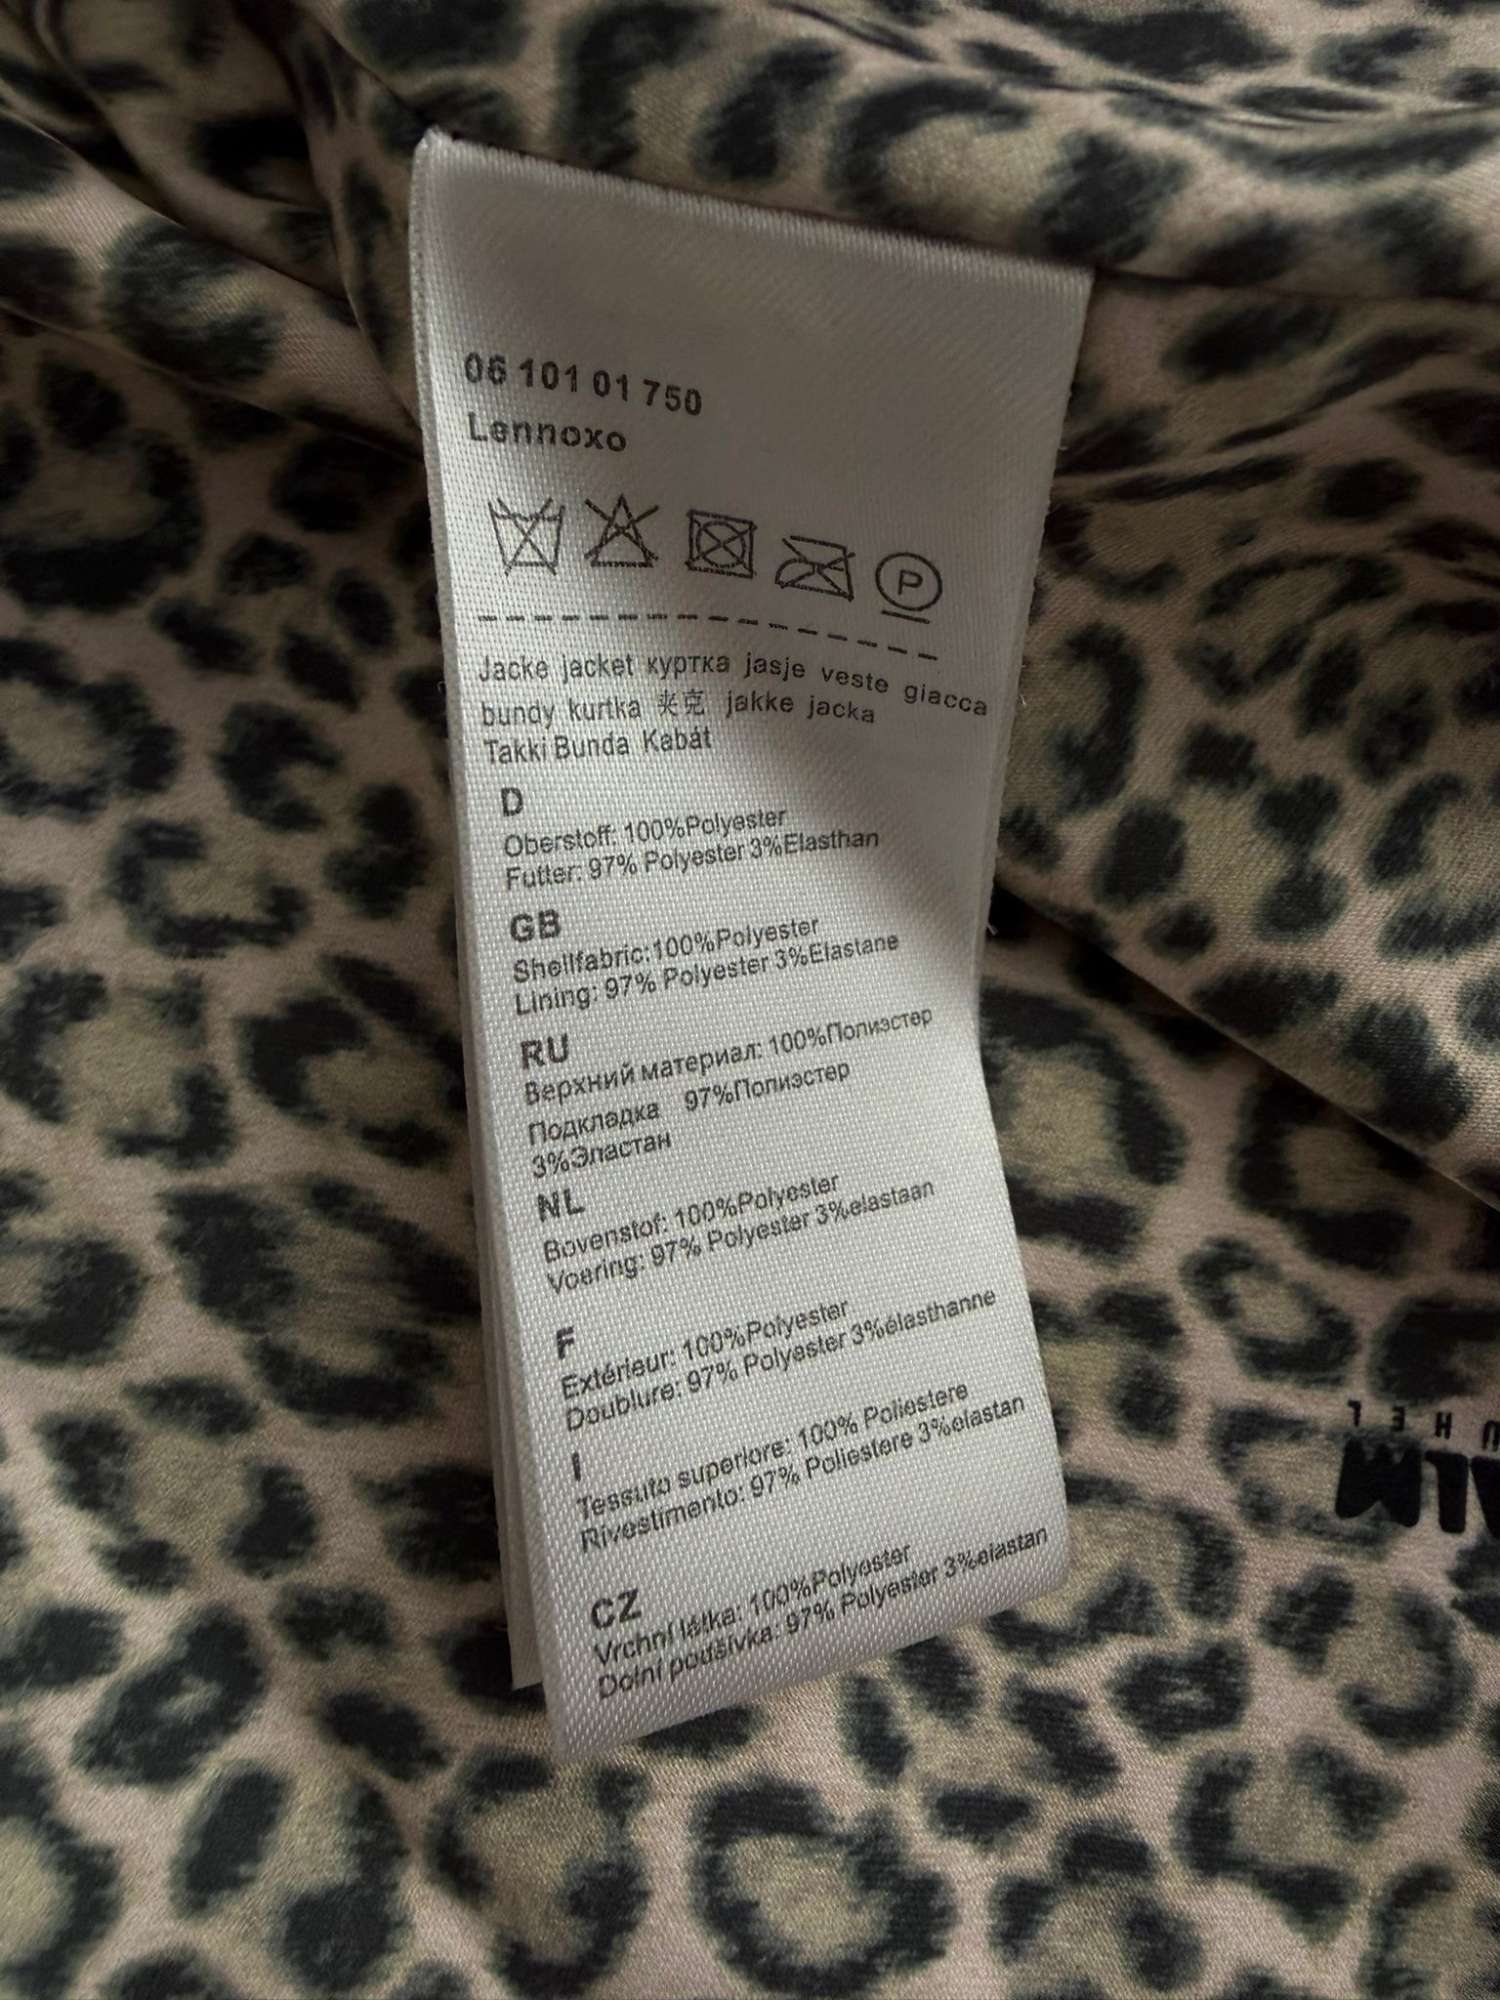 06 101 01 750
Lennoxo
P
Jacke jacket куртка jasje veste giacca
bundy kurtka 夹克 jakke jacka
Takki Bunda Kabát
D
Oberstoff: 100%Polyester
Futter: 97% Polyester 3%Elasthan
GB
Shellfabric:100%Polyester
Lining: 97% Polyester 3%Elastane
RU
Верхний материал: 100%Полиэстер
Подкладка 97%Полиэстер
3%Эластан
NL
Bovenstof: 100%Polyester
Voering: 97% Polyester 3%elastaan
F
Extérieur: 100%Polyester
Doublure: 97% Polyester 3%élasthanne
I
Tessuto superiore: 100% Poliestere
Rivestimento: 97% Poliestere 3%elastan
CZ
Vrchní látka: 100%Polyester
Dolní podšívka: 97% Polyester 3%elastan